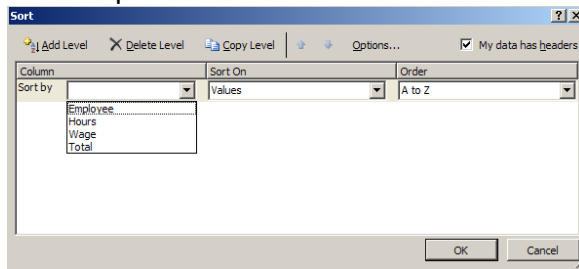 Sort
Add Level Delete Level Copy Level Options... My data has headers
Column Sort On Order
Sort by Values A to Z
Employee
Hours
Wage
Total
OK Cancel